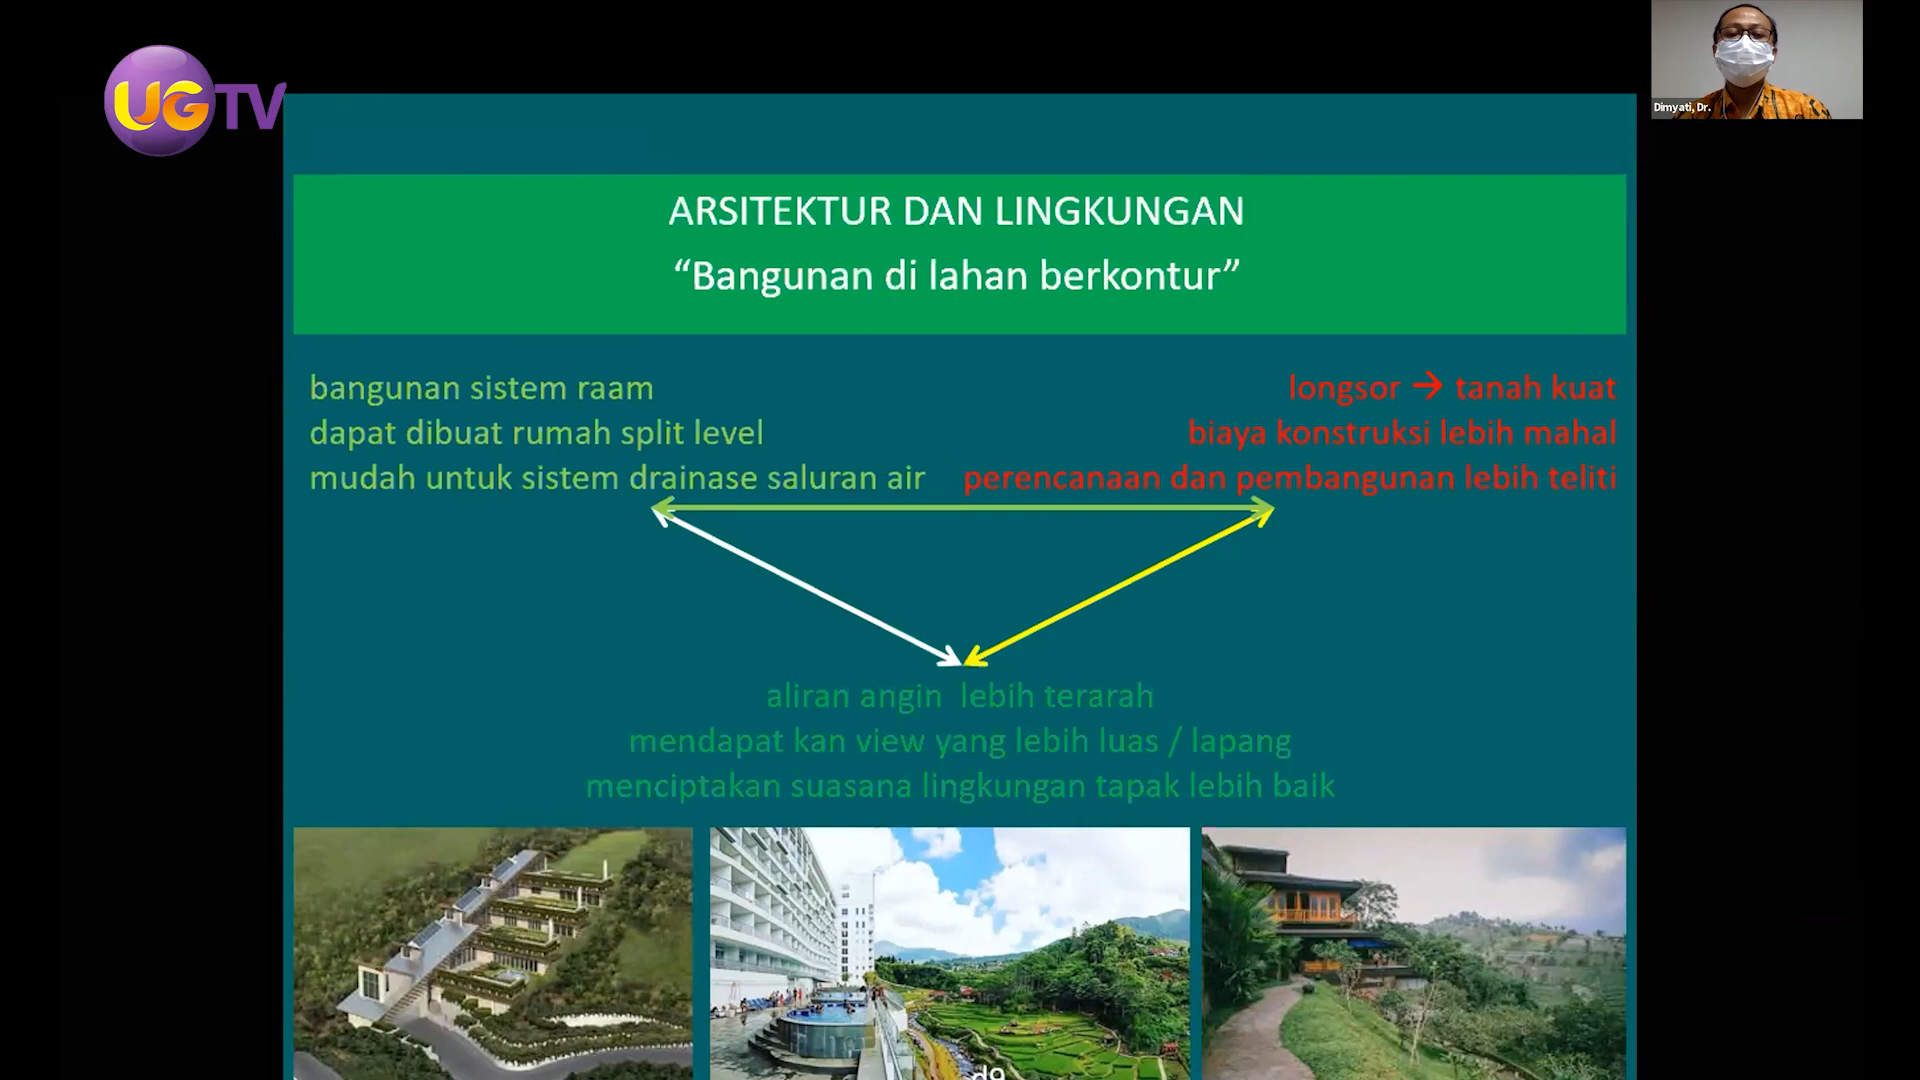 UGTV
Dimyati, Dr.
ARSITEKTUR DAN LINGKUNGAN
“Bangunan di lahan berkontur”
bangunan sistem raam
dapat dibuat rumah split level
mudah untuk sistem drainase saluran air
longsor → tanah kuat
biaya konstruksi lebih mahal
perencanaan dan pembangunan lebih teliti
aliran angin lebih terarah
mendapat kan view yang lebih luas / lapang
menciptakan suasana lingkungan tapak lebih baik